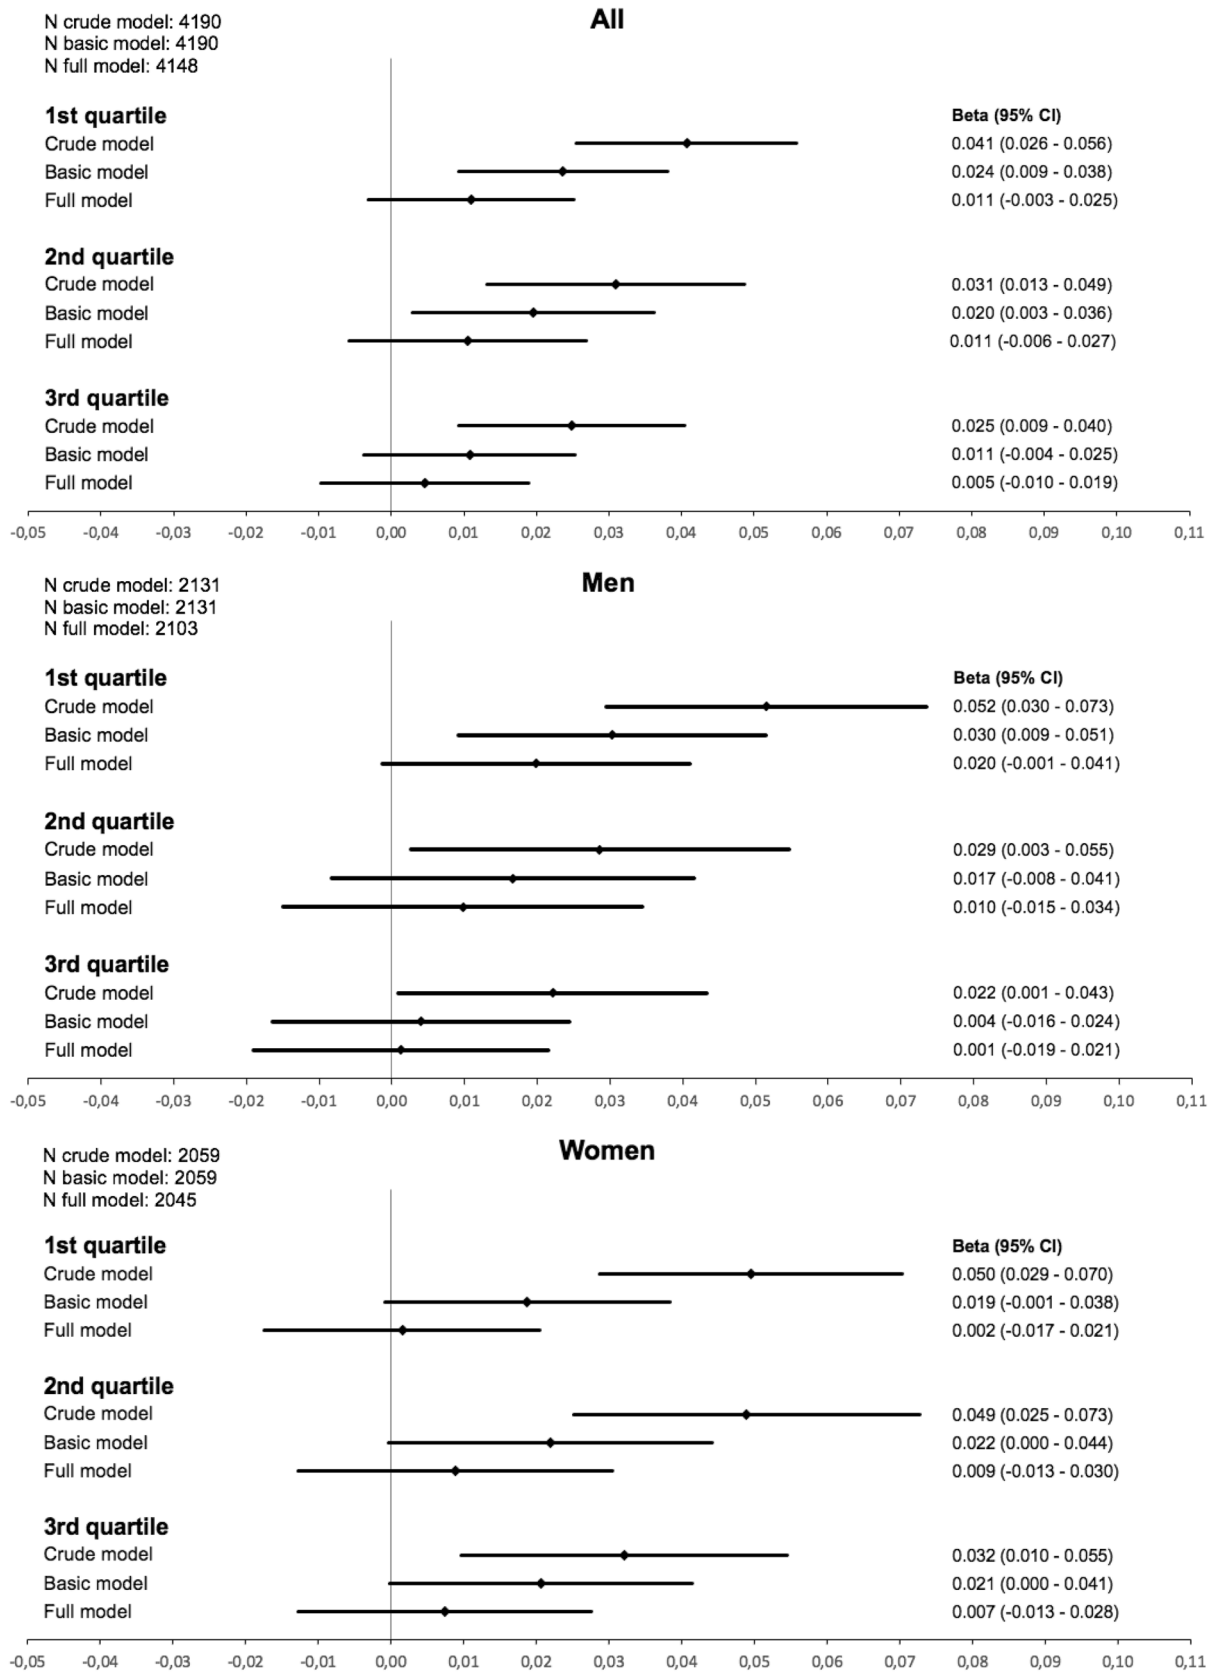 All
N crude model: 4190
N basic model: 4190
N full model: 4148
1st quartile Beta (95% CI)
Crude model 0.041 (0.026 - 0.056)
Basic model 0.024 (0.009 - 0.038)
Full model 0.011 (-0.003 - 0.025)
2nd quartile
Crude model 0.031 (0.013 - 0.049)
Basic model 0.020 (0.003 - 0.036)
Full model 0.011 (-0.006 - 0.027)
3rd quartile
Crude model 0.025 (0.009 - 0.040)
Basic model 0.011 (-0.004 - 0.025)
Full model 0.005 (-0.010 - 0.019)
-0,05 -0,04 -0,03 -0,02 -0,01 0,00 0,01 0,02 0,03 0,04 0,05 0,06 0,07 0,08 0,09 0,10 0,11
Men
N crude model: 2131
N basic model: 2131
N full model: 2103
1st quartile Beta (95% CI)
Crude model 0.052 (0.030 - 0.073)
Basic model 0.030 (0.009 - 0.051)
Full model 0.020 (-0.001 - 0.041)
2nd quartile
Crude model 0.029 (0.003 - 0.055)
Basic model 0.017 (-0.008 - 0.041)
Full model 0.010 (-0.015 - 0.034)
3rd quartile
Crude model 0.022 (0.001 - 0.043)
Basic model 0.004 (-0.016 - 0.024)
Full model 0.001 (-0.019 - 0.021)
-0,05 -0,04 -0,03 -0,02 -0,01 0,00 0,01 0,02 0,03 0,04 0,05 0,06 0,07 0,08 0,09 0,10 0,11
Women
N crude model: 2059
N basic model: 2059
N full model: 2045
1st quartile Beta (95% CI)
Crude model 0.050 (0.029 - 0.070)
Basic model 0.019 (-0.001 - 0.038)
Full model 0.002 (-0.017 - 0.021)
2nd quartile
Crude model 0.049 (0.025 - 0.073)
Basic model 0.022 (0.000 - 0.044)
Full model 0.009 (-0.013 - 0.030)
3rd quartile
Crude model 0.032 (0.010 - 0.055)
Basic model 0.021 (0.000 - 0.041)
Full model 0.007 (-0.013 - 0.028)
-0,05 -0,04 -0,03 -0,02 -0,01 0,00 0,01 0,02 0,03 0,04 0,05 0,06 0,07 0,08 0,09 0,10 0,11